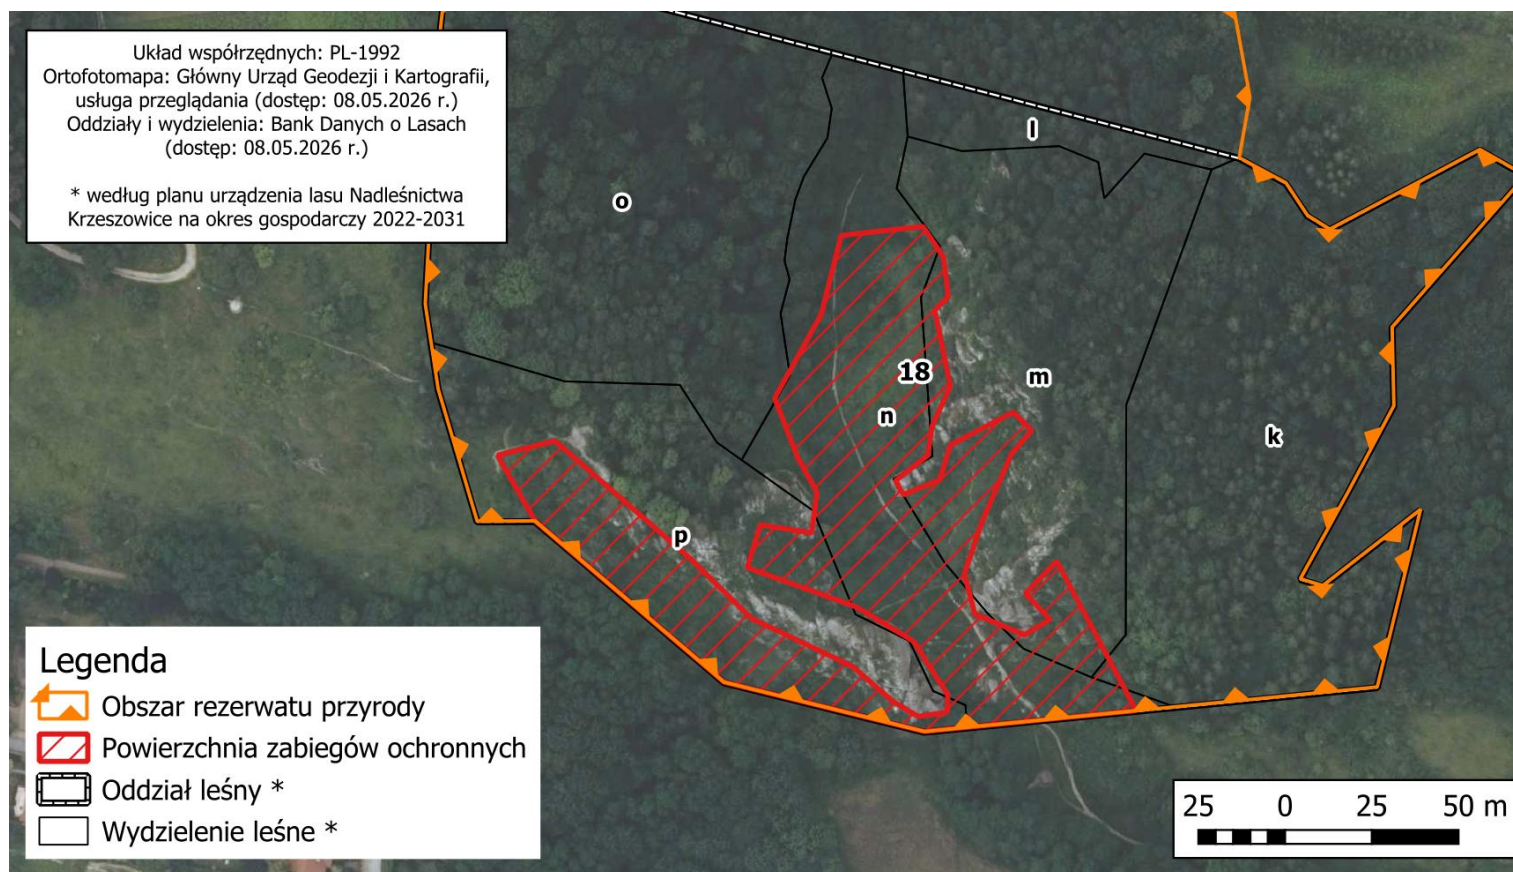 Układ współrzędnych: PL-1992
Ortofotomapa: Główny Urząd Geodezji i Kartografii,
usługa przeglądania (dostęp: 08.05.2026 r.)
Oddziały i wydzielenia: Bank Danych o Lasach
(dostęp: 08.05.2026 r.)
* według planu urządzenia lasu Nadleśnictwa
Krzeszowice na okres gospodarczy 2022-2031
l
o
18
m
n
k
p
Legenda
Obszar rezerwatu przyrody
Powierzchnia zabiegów ochronnych
Oddział leśny *
Wydzielenie leśne *
25 0 25 50 m